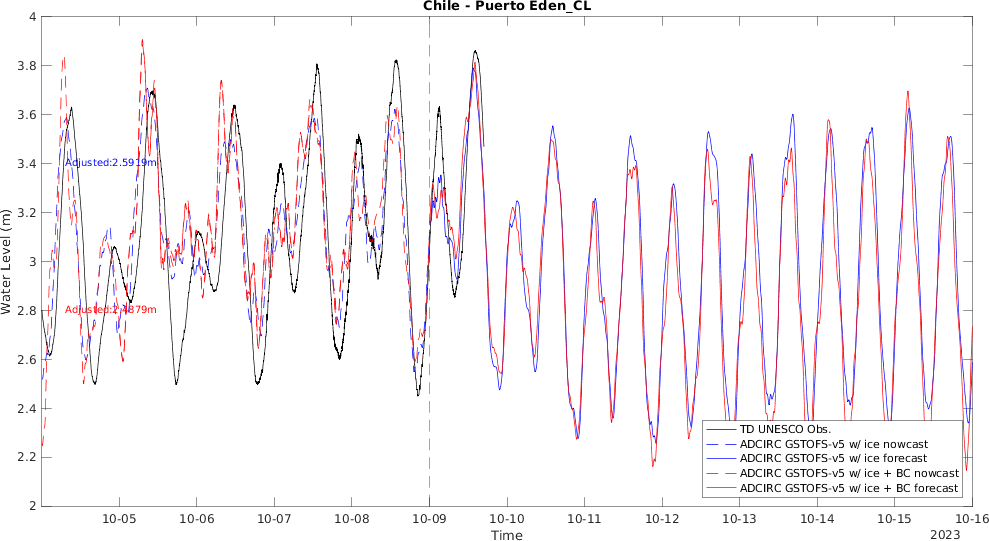 Chile - Puerto Eden_CL
4
3.8
3.6
3.4
3.2
3
2.8
2.6
2.4
2.2
2
Water Level (m)
Adjusted:2.5919m
Adjusted:2.4879m
TD UNESCO Obs.
ADCIRC GSTOFS-v5 w/ ice nowcast
ADCIRC GSTOFS-v5 w/ ice forecast
ADCIRC GSTOFS-v5 w/ ice + BC nowcast
ADCIRC GSTOFS-v5 w/ ice + BC forecast
10-05 10-06 10-07 10-08 10-09 10-10 10-11 10-12 10-13 10-14 10-15 10-16
Time
2023